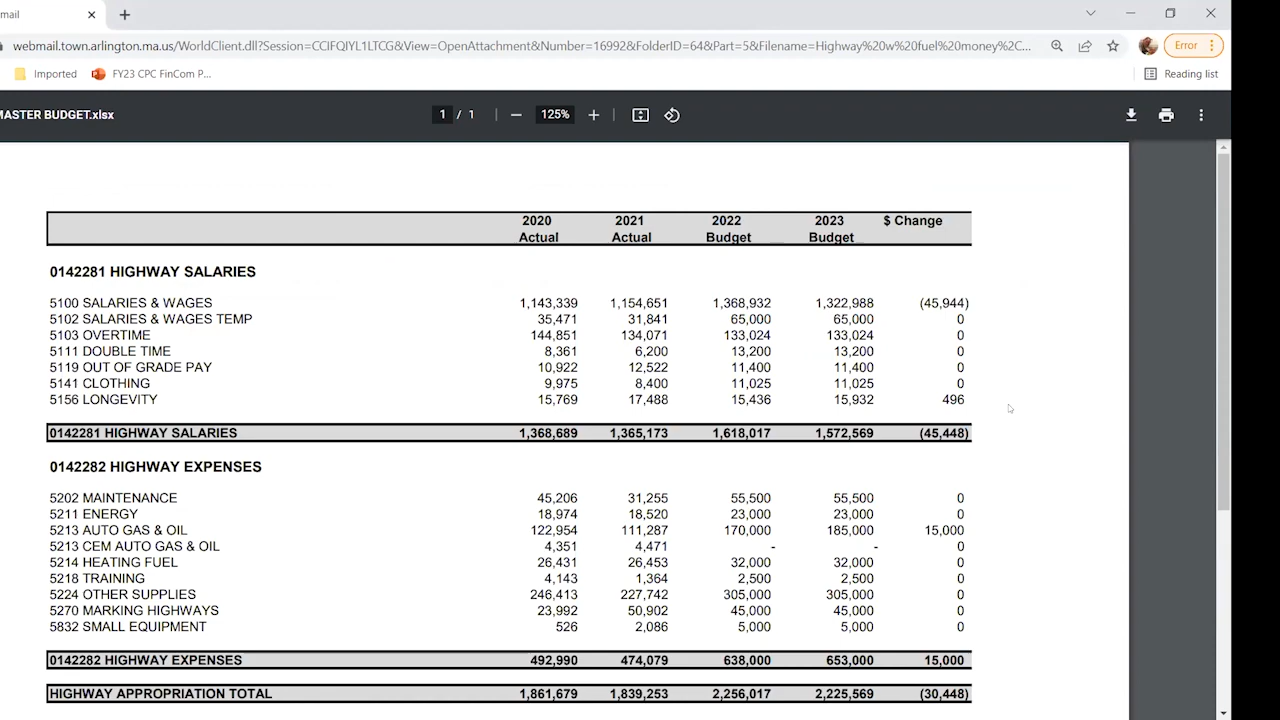 mail
webmail.town.arlington.ma.us/WorldClient.dll?Session=CCIFQIYL1LTCG&View=OpenAttachment&Number=16992&FolderID=64&Part=5&Filename=Highway%20w%20fuel%20money%2C... Error
Imported FY23 CPC FinCom P... Reading list
MASTER BUDGET.xlsx 1 / 1 125%
2020 2021 2022 2023 $ Change
Actual Actual Budget Budget
0142281 HIGHWAY SALARIES
5100 SALARIES & WAGES 1,143,339 1,154,651 1,368,932 1,322,988 (45,944)
5102 SALARIES & WAGES TEMP 35,471 31,841 65,000 65,000 0
5103 OVERTIME 144,851 134,071 133,024 133,024 0
5111 DOUBLE TIME 8,361 6,200 13,200 13,200 0
5119 OUT OF GRADE PAY 10,922 12,522 11,400 11,400 0
5141 CLOTHING 9,975 8,400 11,025 11,025 0
5156 LONGEVITY 15,769 17,488 15,436 15,932 496
0142281 HIGHWAY SALARIES 1,368,689 1,365,173 1,618,017 1,572,569 (45,448)
0142282 HIGHWAY EXPENSES
5202 MAINTENANCE 45,206 31,255 55,500 55,500 0
5211 ENERGY 18,974 18,520 23,000 23,000 0
5213 AUTO GAS & OIL 122,954 111,287 170,000 185,000 15,000
5213 CEM AUTO GAS & OIL 4,351 4,471 - - 0
5214 HEATING FUEL 26,431 26,453 32,000 32,000 0
5218 TRAINING 4,143 1,364 2,500 2,500 0
5224 OTHER SUPPLIES 246,413 227,742 305,000 305,000 0
5270 MARKING HIGHWAYS 23,992 50,902 45,000 45,000 0
5832 SMALL EQUIPMENT 526 2,086 5,000 5,000 0
0142282 HIGHWAY EXPENSES 492,990 474,079 638,000 653,000 15,000
HIGHWAY APPROPRIATION TOTAL 1,861,679 1,839,253 2,256,017 2,225,569 (30,448)